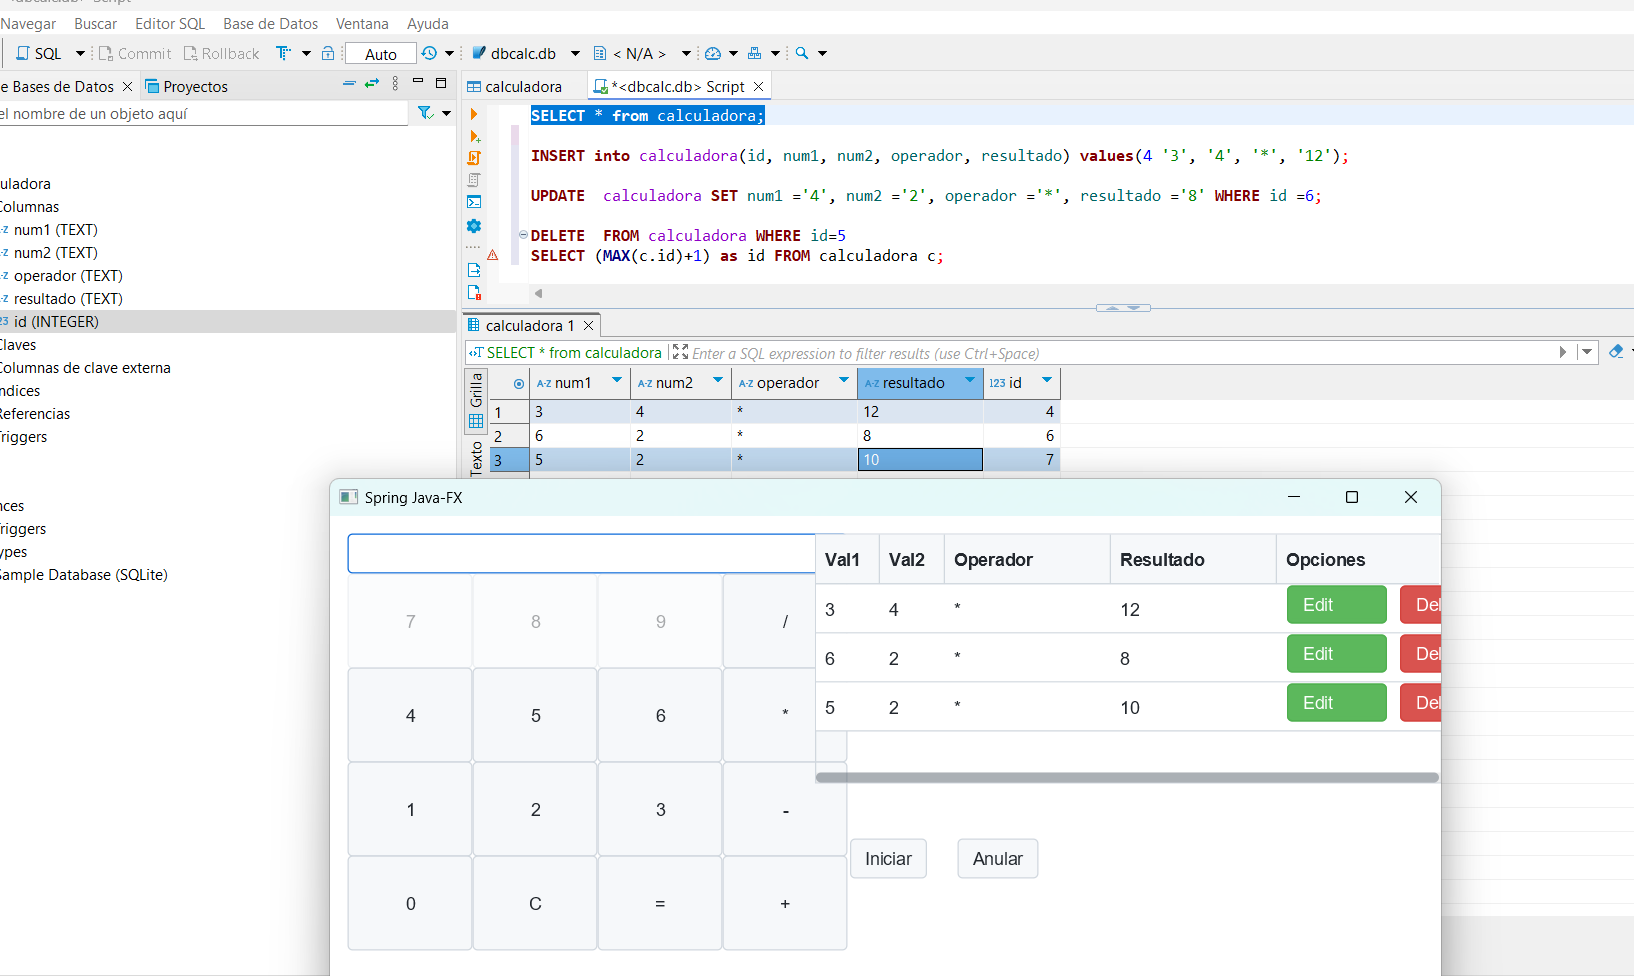 Navegar Buscar Editor SQL Base de Datos Ventana Ayuda
SQL Commit Rollback Auto dbcalc.db < N/A >
e Bases de Datos Proyectos calculadora *<dbcalc.db> Script
el nombre de un objeto aquí
SELECT * from calculadora;
INSERT into calculadora(id, num1, num2, operador, resultado) values(4 '3', '4', '*', '12');
UPDATE calculadora SET num1 ='4', num2 ='2', operador ='*', resultado ='8' WHERE id =6;
DELETE FROM calculadora WHERE id=5
SELECT (MAX(c.id)+1) as id FROM calculadora c;
culadora
Columnas
A-Z num1 (TEXT)
A-Z num2 (TEXT)
A-Z operador (TEXT)
A-Z resultado (TEXT)
123 id (INTEGER)
Claves
Columnas de clave externa
Índices
Referencias
Triggers
nces
Triggers
ypes
Sample Database (SQLite)
calculadora 1
SELECT * from calculadora Enter a SQL expression to filter results (use Ctrl+Space)
Grilla
Texto
A-Z num1 A-Z num2 A-Z operador A-Z resultado 123 id
1 3 4 * 12 4
2 6 2 * 8 6
3 5 2 * 10 7
Spring Java-FX
Val1 Val2 Operador Resultado Opciones
3 4 * 12 Edit Del
6 2 * 8 Edit Del
5 2 * 10 Edit Del
7 8 9 /
4 5 6 *
1 2 3 -
0 C = +
Iniciar Anular